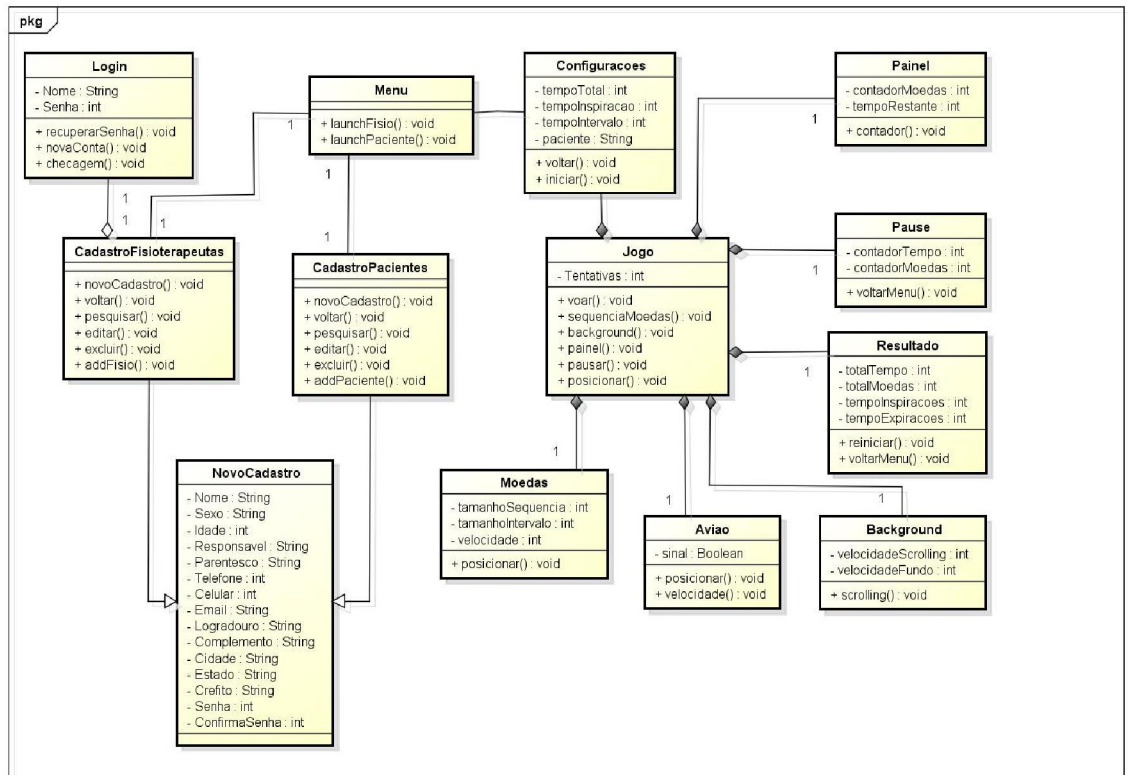 pkg
Login
- Nome : String
- Senha : int
+ recuperarSenha() : void
+ novaConta() : void
+ checagem() : void
Menu
+ launchFisio() : void
+ launchPaciente() : void
Configuracoes
- tempoTotal : int
- tempoInspiracao : int
- tempoIntervalo : int
- paciente : String
+ voltar() : void
+ iniciar() : void
Painel
- contadorMoedas : int
- tempoRestante : int
+ contador() : void
1
1
1
1
1
1
1
CadastroFisioterapeutas
+ novoCadastro() : void
+ voltar() : void
+ pesquisar() : void
+ editar() : void
+ excluir() : void
+ addFisio() : void
CadastroPacientes
+ novoCadastro() : void
+ voltar() : void
+ pesquisar() : void
+ editar() : void
+ excluir() : void
+ addPaciente() : void
Jogo
- Tentativas : int
+ voar() : void
+ sequenciaMoedas() : void
+ background() : void
+ painel() : void
+ pausar() : void
+ posicionar() : void
Pause
- contadorTempo : int
- contadorMoedas : int
+ voltarMenu() : void
1
Resultado
- totalTempo : int
- totalMoedas : int
- tempoInspiracoes : int
- tempoExpiracoes : int
+ reiniciar() : void
+ voltarMenu() : void
1
NovoCadastro
- Nome : String
- Sexo : String
- Idade : int
- Responsavel : String
- Parentesco : String
- Telefone : int
- Celular : int
- Email : String
- Logradouro : String
- Complemento : String
- Cidade : String
- Estado : String
- Crefito : String
- Senha : int
- ConfirmaSenha : int
1
Moedas
- tamanhoSequencia : int
- tamanhoIntervalo : int
- velocidade : int
+ posicionar() : void
1
Aviao
- sinal : Boolean
+ posicionar() : void
+ velocidade() : void
1
Background
- velocidadeScrolling : int
- velocidadeFundo : int
+ scrolling() : void